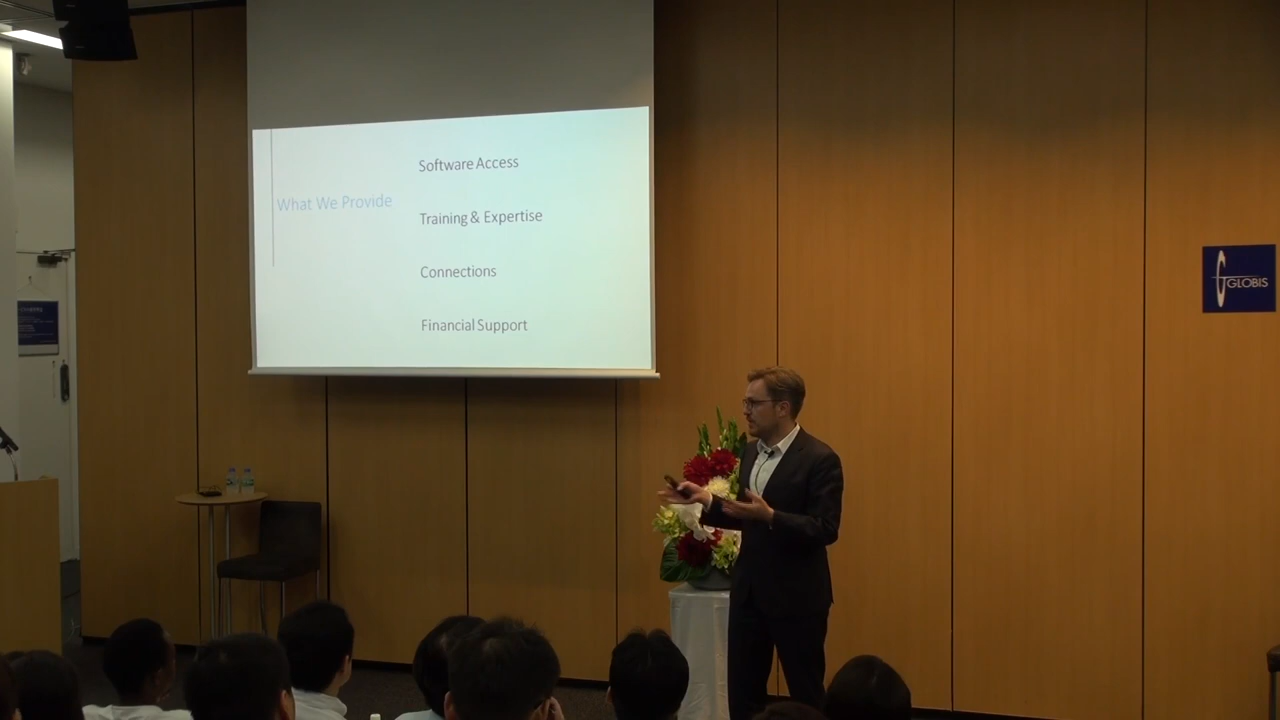 What We Provide
Software Access
Training & Expertise
Connections
Financial Support
GLOBIS